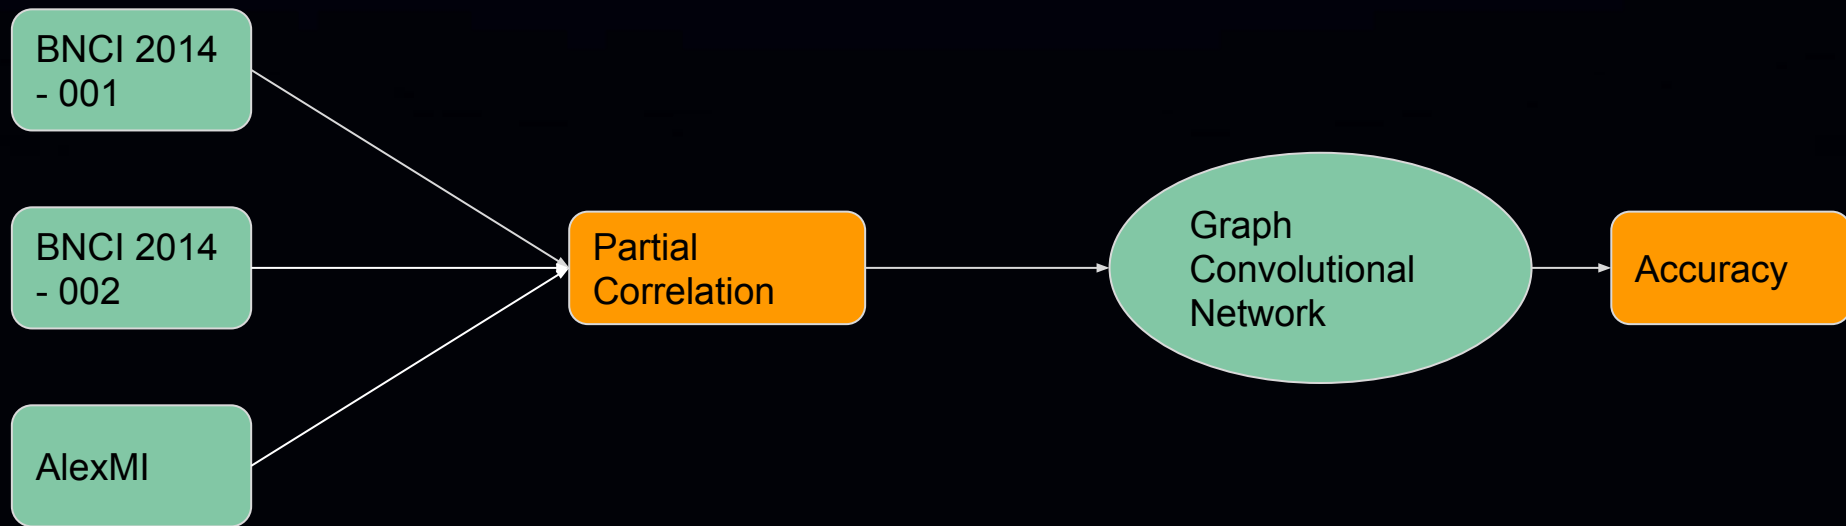 BNCI 2014
- 001
BNCI 2014
- 002
AlexMI
Partial
Correlation
Graph
Convolutional
Network
Accuracy